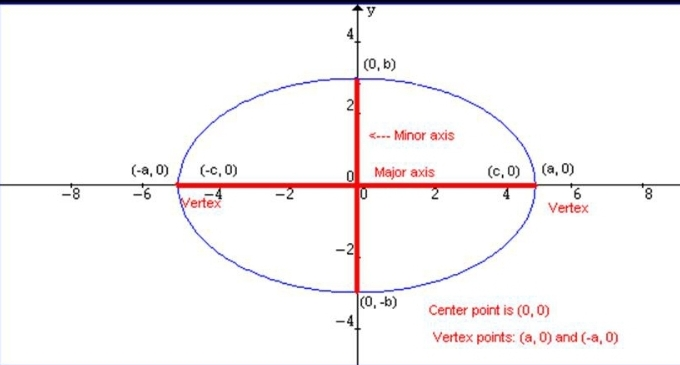 y
4
(0, b)
2
<--- Minor axis
(-a, 0)
(-c, 0)
0
Major axis
(c, 0)
(a, 0)
-8
-6
-4
-2
0
2
4
6
8
Vertex
Vertex
-2
(0, -b)
Center point is (0, 0)
-4
Vertex points: (a, 0) and (-a, 0)